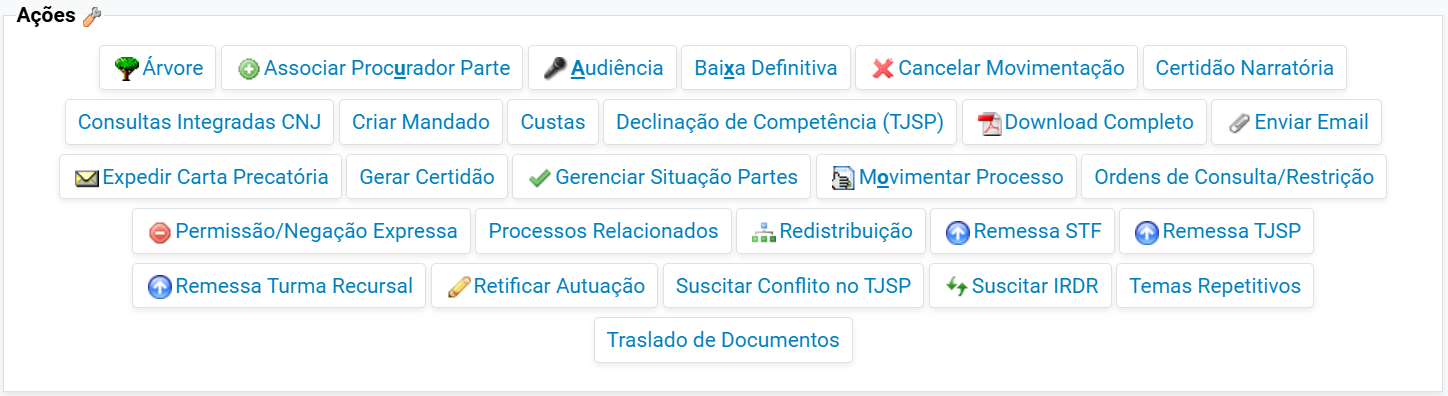 Ações
Árvore Associar Procurador Parte Audiência Baixa Definitiva Cancelar Movimentação Certidão Narratória
Consultas Integradas CNJ Criar Mandado Custas Declinação de Competência (TJSP) Download Completo Enviar Email
Expedir Carta Precatória Gerar Certidão Gerenciar Situação Partes Movimentar Processo Ordens de Consulta/Restrição
Permissão/Negação Expressa Processos Relacionados Redistribuição Remessa STF Remessa TJSP
Remessa Turma Recursal Retificar Autuação Suscitar Conflito no TJSP Suscitar IRDR Temas Repetitivos
Traslado de Documentos